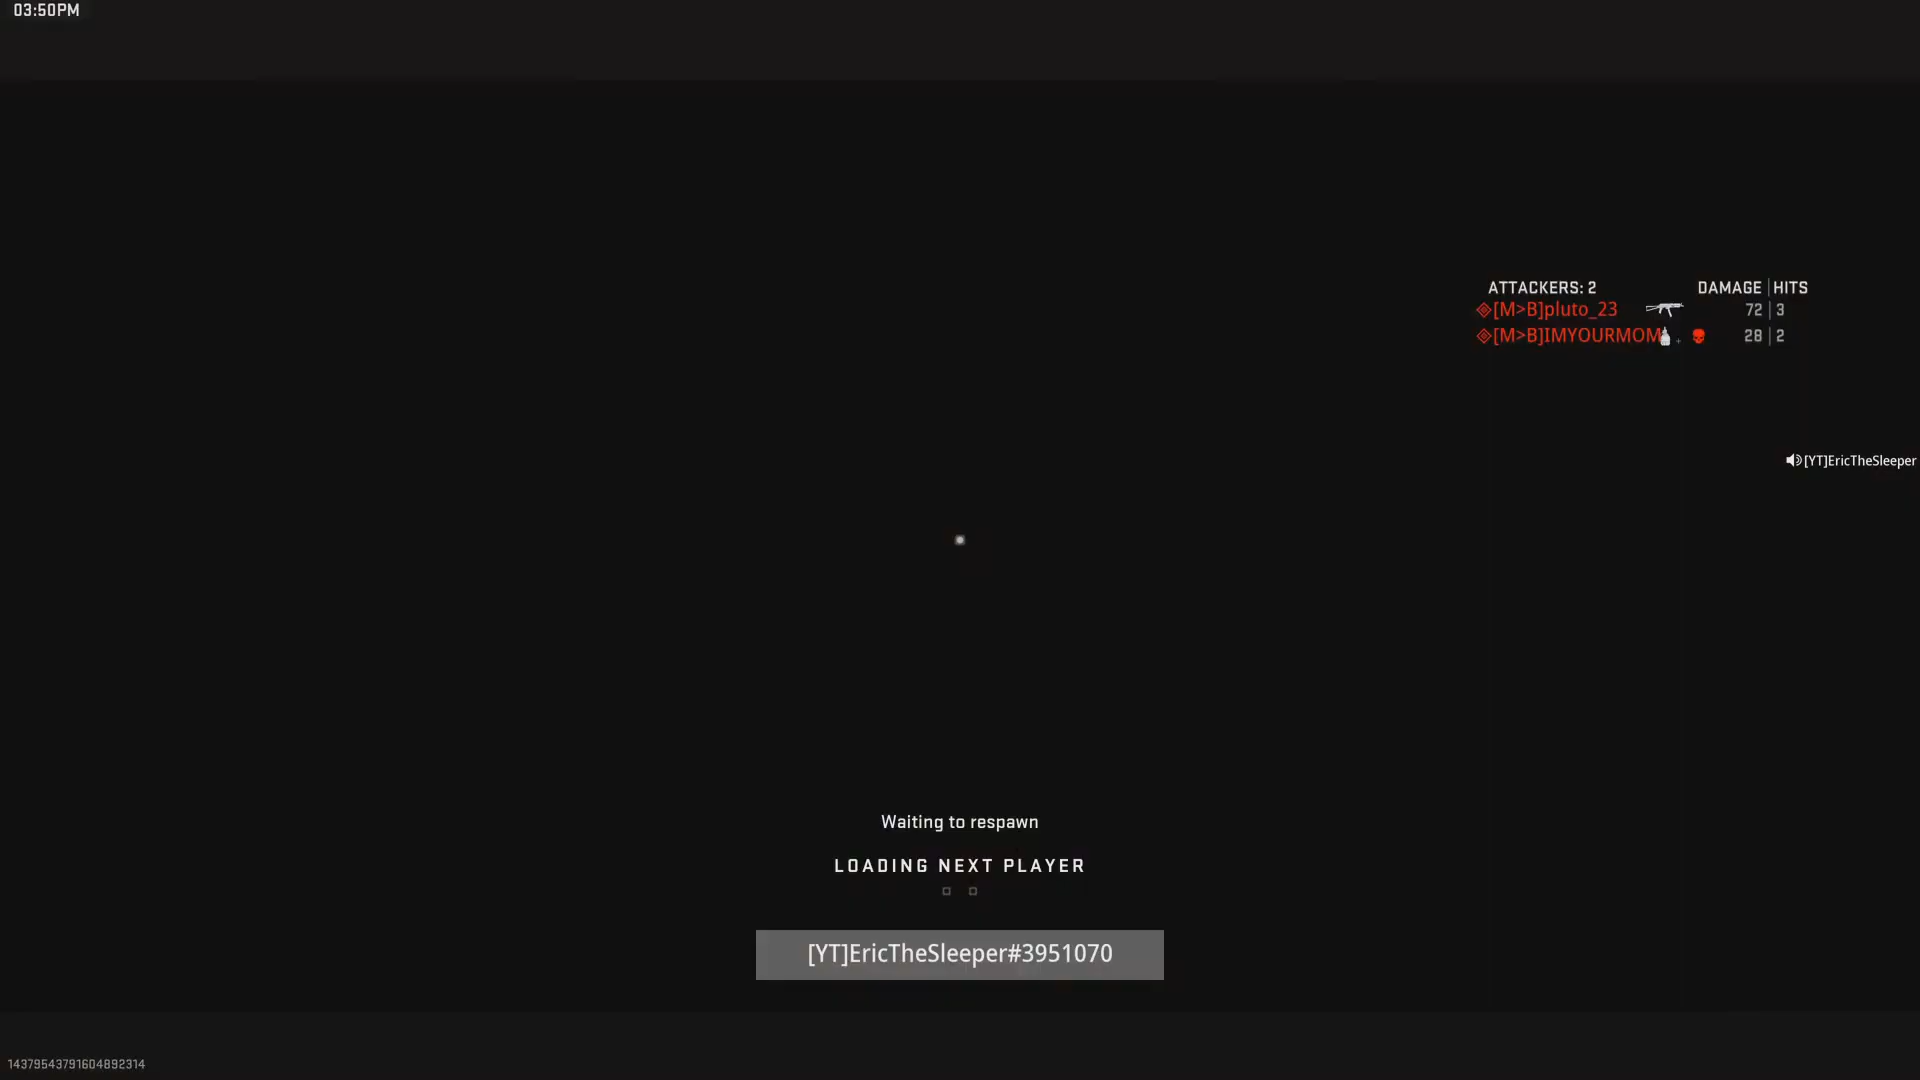 03:50PM
ATTACKERS: 2 DAMAGE HITS
[M>B]pluto_23 72 3
[M>B]IMYOURMOM 28 2
[YT]EricTheSleeper
Waiting to respawn
LOADING NEXT PLAYER
[YT]EricTheSleeper#3951070
14379543791604892314